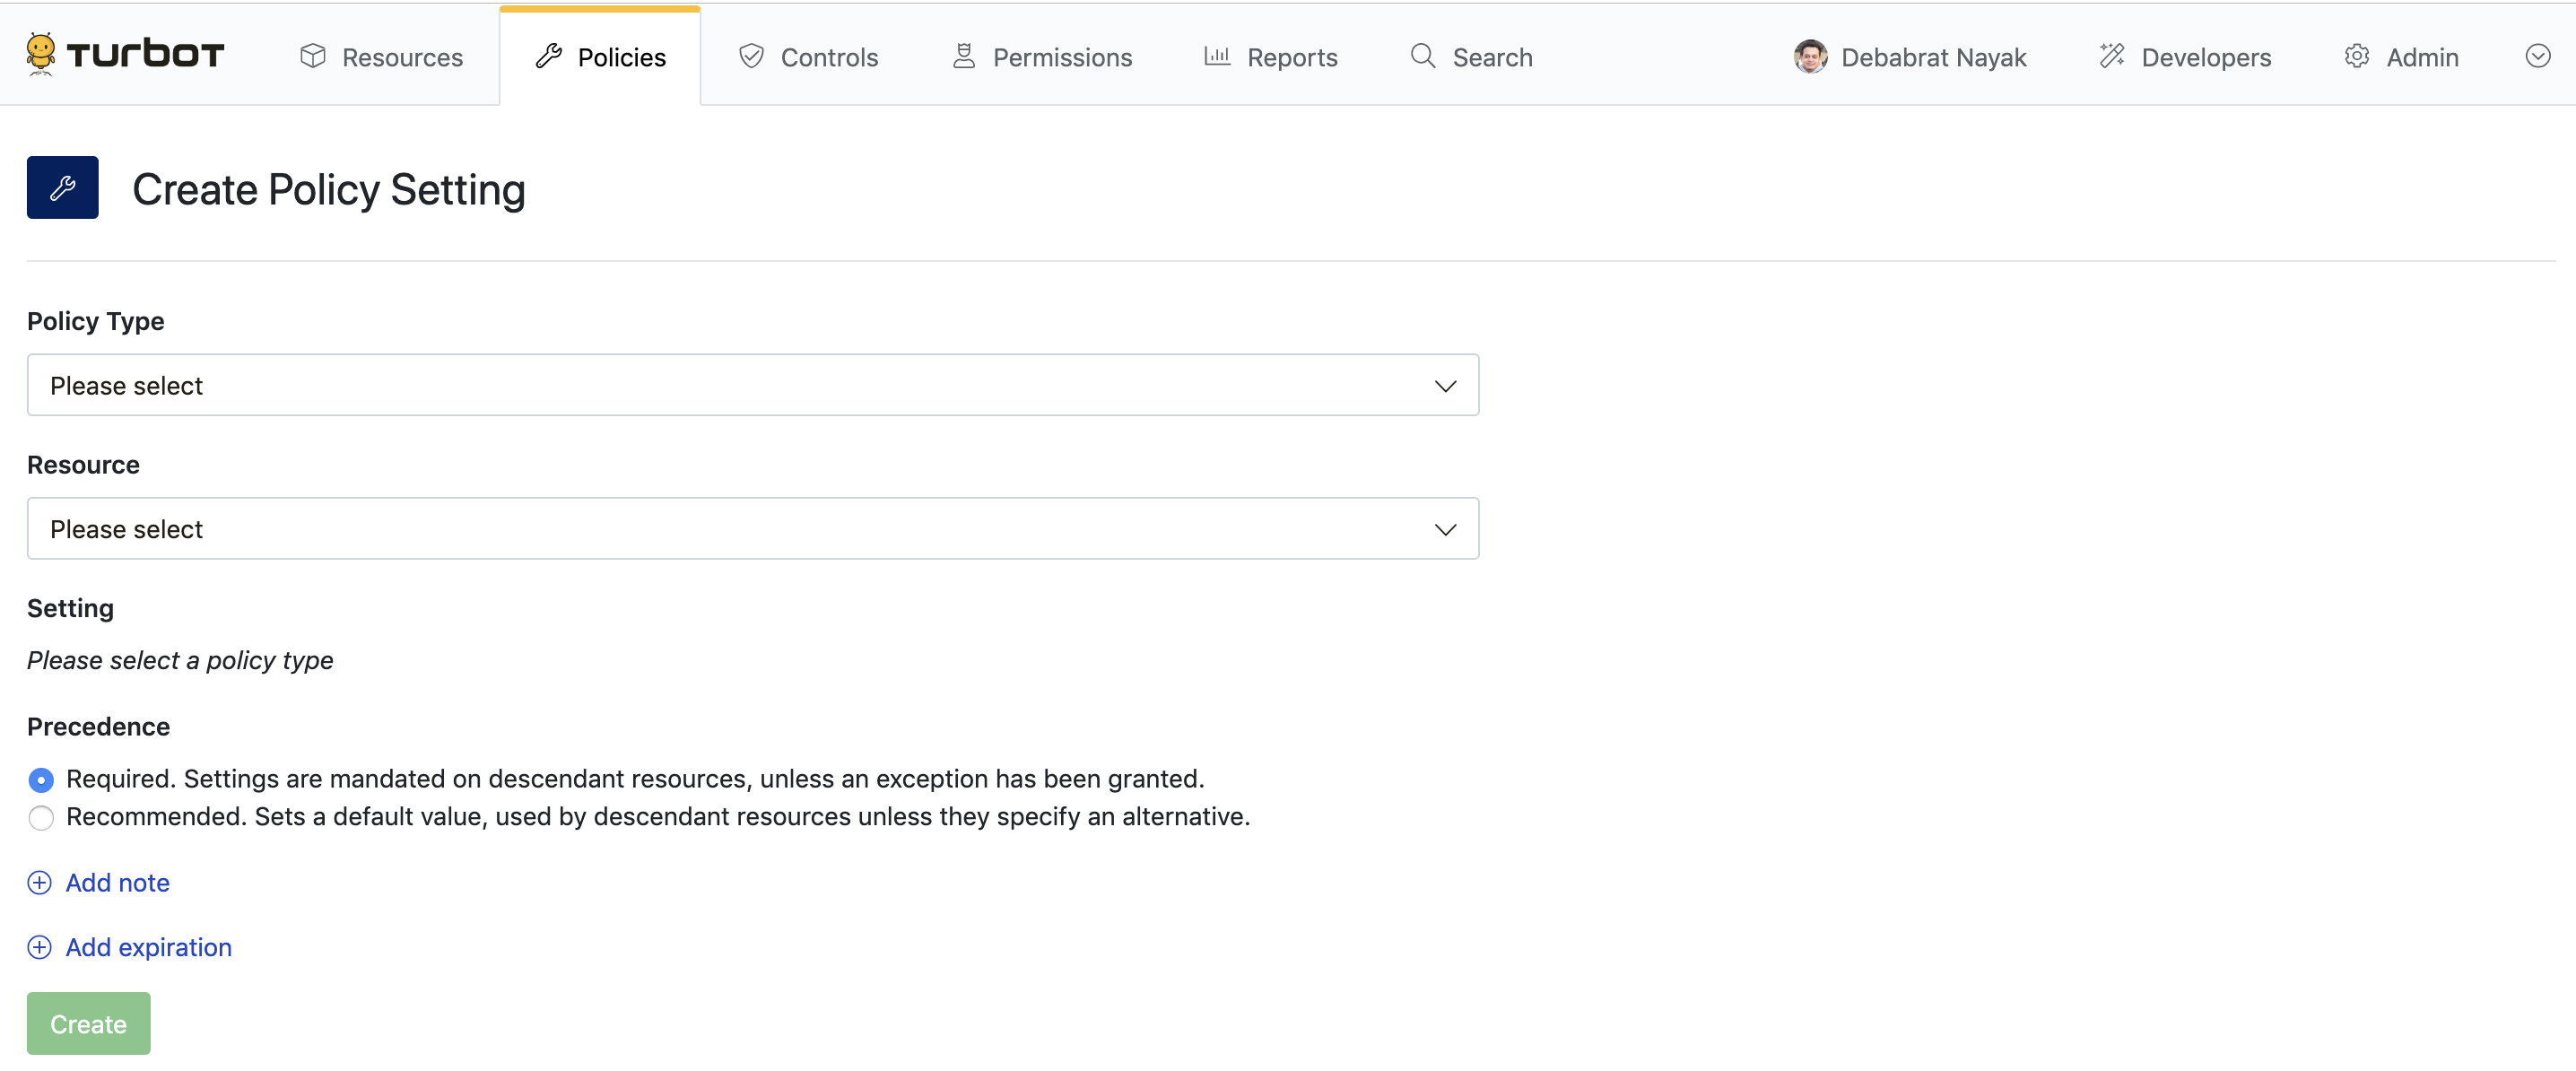 TURBOT Resources Policies Controls Permissions Reports Search Debabrat Nayak Developers Admin
Create Policy Setting
Policy Type
Please select
Resource
Please select
Setting
Please select a policy type
Precedence
Required. Settings are mandated on descendant resources, unless an exception has been granted.
Recommended. Sets a default value, used by descendant resources unless they specify an alternative.
Add note
Add expiration
Create